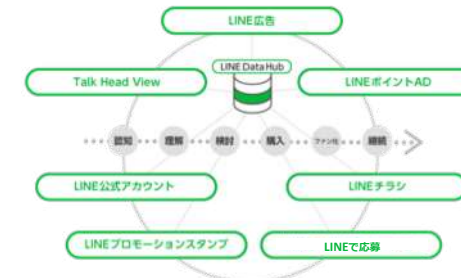 LINE広告
LINE Data Hub
Talk Head View
LINEポイントAD
認知
理解
検討
購入
ファン化
継続
LINE公式アカウント
LINEチラシ
LINEプロモーションスタンプ
LINEで応募